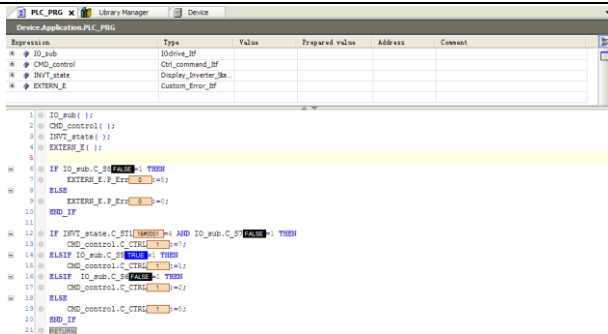 PLC_PRG Library Manager Device
Device.Application.PLC_PRG
Expression Type Value Prepared value Address Comment
IO_sub IOdrive_Itf
CMD_control Ctrl_command_Itf
INVT_state Display_Inverter_Sta...
EXTERN_E Custom_Error_Itf
1 IO_sub( );
2 CMD_control( );
3 INVT_state( );
4 EXTERN_E( );
5
6 IF IO_sub.C_S8 FALSE =1 THEN
7 EXTERN_E.P_Err 0 :=5;
8 ELSE
9 EXTERN_E.P_Err 0 :=0;
10 END_IF
11
12 IF INVT_state.C_ST1 16#0001 =4 AND IO_sub.C_S7 FALSE =1 THEN
13 CMD_control.C_CTRL 1 :=7;
14 ELSIF IO_sub.C_S5 TRUE =1 THEN
15 CMD_control.C_CTRL 1 :=1;
16 ELSIF IO_sub.C_S6 FALSE =1 THEN
17 CMD_control.C_CTRL 1 :=2;
18 ELSE
19 CMD_control.C_CTRL 1 :=5;
20 END_IF
21 RETURN